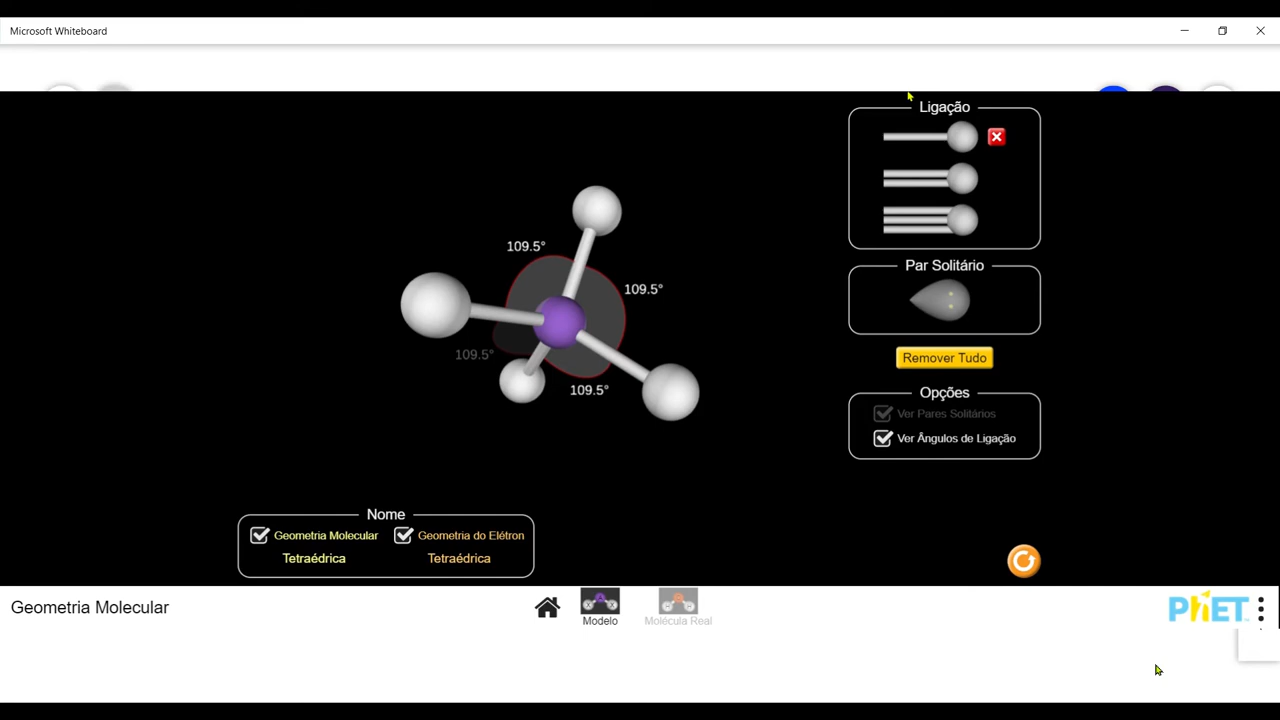 Microsoft Whiteboard
Ligação
Par Solitário
Remover Tudo
Opções
Ver Pares Solitários
Ver Ângulos de Ligação
109.5°
109.5°
109.5°
109.5°
Nome
Geometria Molecular Geometria do Elétron
Tetraédrica Tetraédrica
Geometria Molecular
Modelo
Molécula Real
PhET